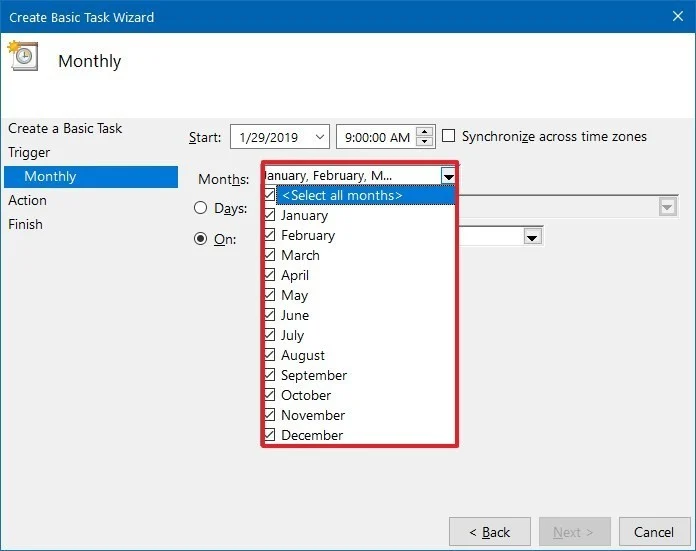 Create Basic Task Wizard
Monthly
Create a Basic Task
Trigger
Monthly
Action
Finish
Start: 1/29/2019 9:00:00 AM Synchronize across time zones
Months: January, February, M...
<Select all months>
Days:
January
On:
February
March
April
May
June
July
August
September
October
November
December
< Back Next > Cancel